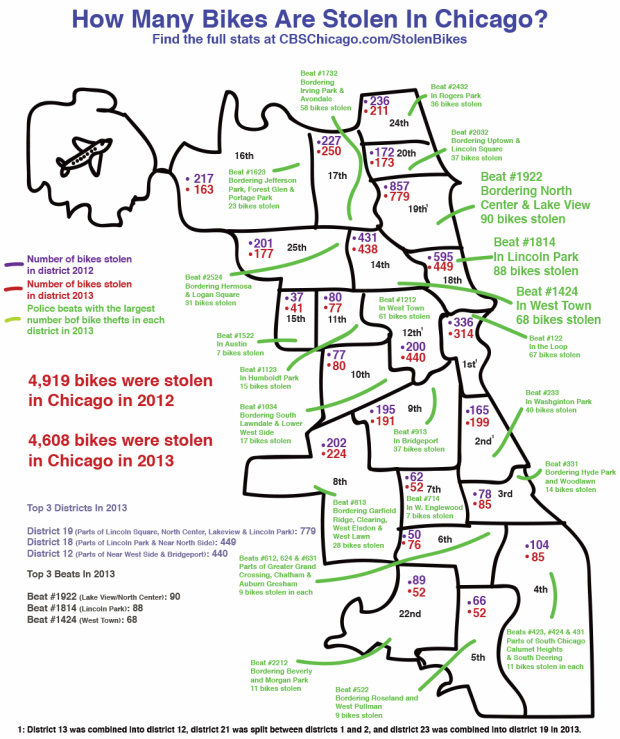 How Many Bikes Are Stolen In Chicago?
Find the full stats at CBSChicago.com/StolenBikes
Beat #1732
Bordering
Irving Park &
Avondale
58 bikes stolen
236
211
24th
Beat #2432
In Rogers Park
36 bikes stolen
16th
217
163
Beat #1623
Bordering Jefferson
Park, Forest Glen &
Portage Park
23 bikes stolen
227
250
17th
172
173
20th
Beat #2032
Bordering Uptown &
Lincoln Square
37 bikes stolen
857
779
19th¹
Beat #1922
Bordering North
Center & Lake View
90 bikes stolen
201
177
25th
431
438
14th
595
449
18th
Beat #1814
In Lincoln Park
88 bikes stolen
Number of bikes stolen
in district 2012
Number of bikes stolen
in district 2013
Police beats with the largest
number bcf bike thefts in each
district in 2013
Beat #2524
Bordering Hermosa
& Logan Square
31 bikes stolen
Beat #1424
In West Town
68 bikes stolen
37
41
15th
80
77
11th
Beat #1212
In West Town
61 bikes stolen
12th¹
200
440
336
314
1st¹
Beat #122
In the Loop
67 bikes stolen
Beat #1522
In Austin
7 bikes stolen
77
80
10th
Beat #1123
In Humboldt Park
15 bikes stolen
4,919 bikes were stolen
in Chicago in 2012
4,608 bikes were stolen
in Chicago in 2013
Beat #1034
Bordering South
Lawndale & Lower
West Side
17 bikes stolen
195
191
9th
Beat #913
In Bridgeport
37 bikes stolen
165
199
2nd¹
Beat #233
In Washginton Park
40 bikes stolen
202
224
8th
Beat #813
Bordering Garfield
Ridge, Clearing,
West Eledon &
West Lawn
28 bikes stolen
62
52
7th
Beat #714
In W. Englewood
7 bikes stolen
78
85
3rd
Beat #331
Bordering Hyde Park
and Woodlawn
14 bikes stolen
Top 3 Districts In 2013
District 19 (Parts of Lincoln Square, North Center, Lakeview & Lincoln Park): 779
District 18 (Parts of Lincoln Park & Near North Side): 449
District 12 (Parts of Near West Side & Bridgeport): 440
Top 3 Beats In 2013
Beat #1922 (Lake View/North Center): 90
Beat #1814 (Lincoln Park): 88
Beat #1424 (West Town): 68
50
76
6th
Beats #612, 624 & #631
Parts of Greater Grand
Crossing, Chatham &
Auburn Gresham
9 bikes stolen in each
104
85
4th
Beats #423, #424 & 431
Parts of South Chicago
Calumet Heights
& South Deering
11 bikes stolen in each
89
52
22nd
66
52
5th
Beat #2212
Bordering Beverly
and Morgan Park
11 bikes stolen
Beat #522
Bordering Roseland and
West Pullman
9 bikes stolen
1: District 13 was combined into district 12, district 21 was split between districts 1 and 2, and district 23 was combined into district 19 in 2013.